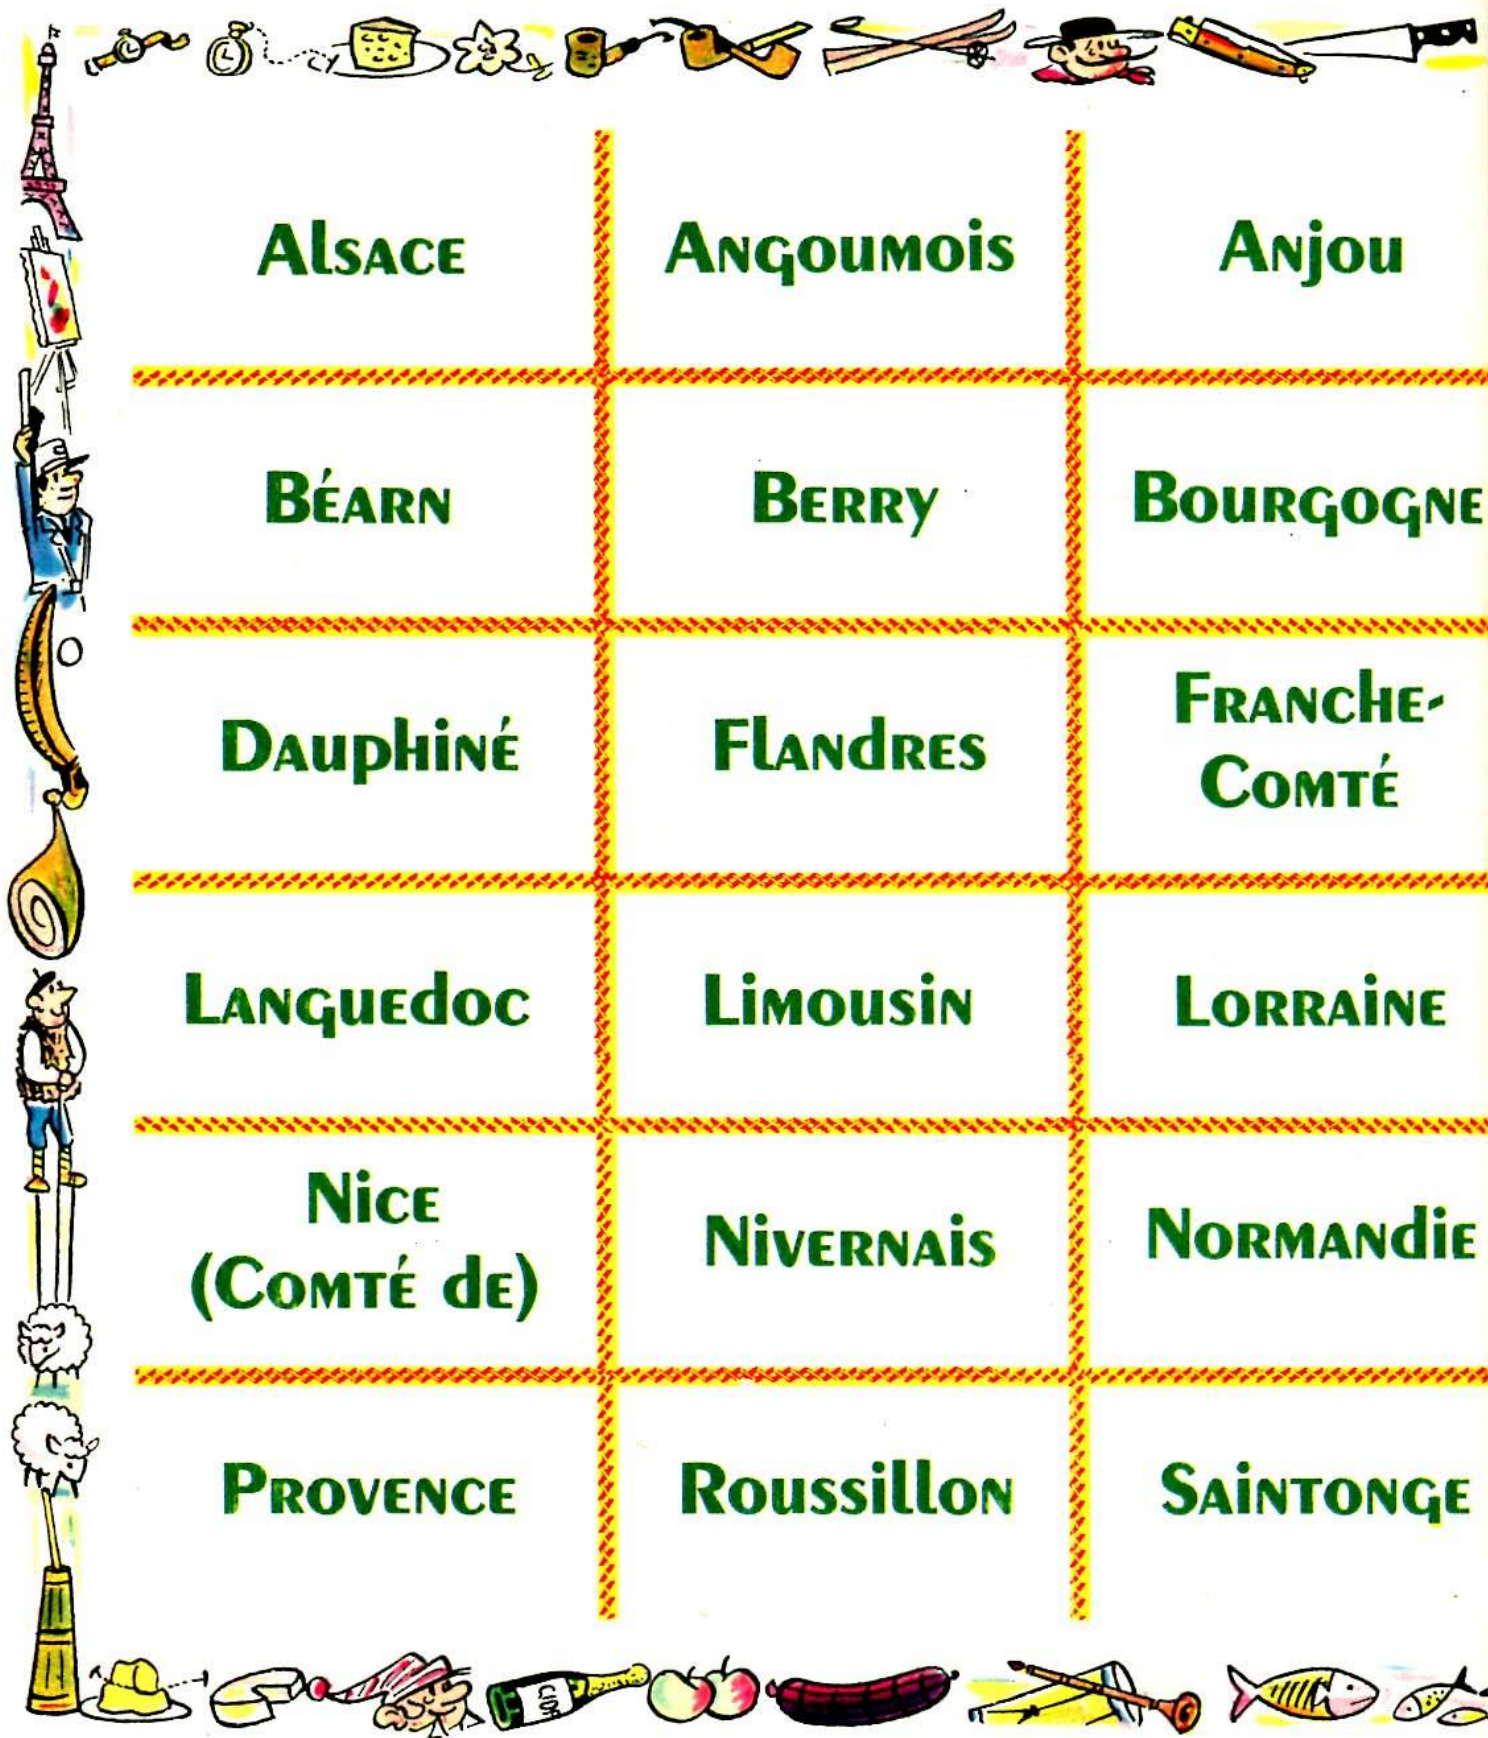 Alsace
Angoumois
Anjou
Béarn
Berry
Bourgogne
Dauphiné
Flandres
Franche-
Comté
Languedoc
Limousin
Lorraine
Nice
(Comté de)
Nivernais
Normandie
Provence
Roussillon
Saintonge